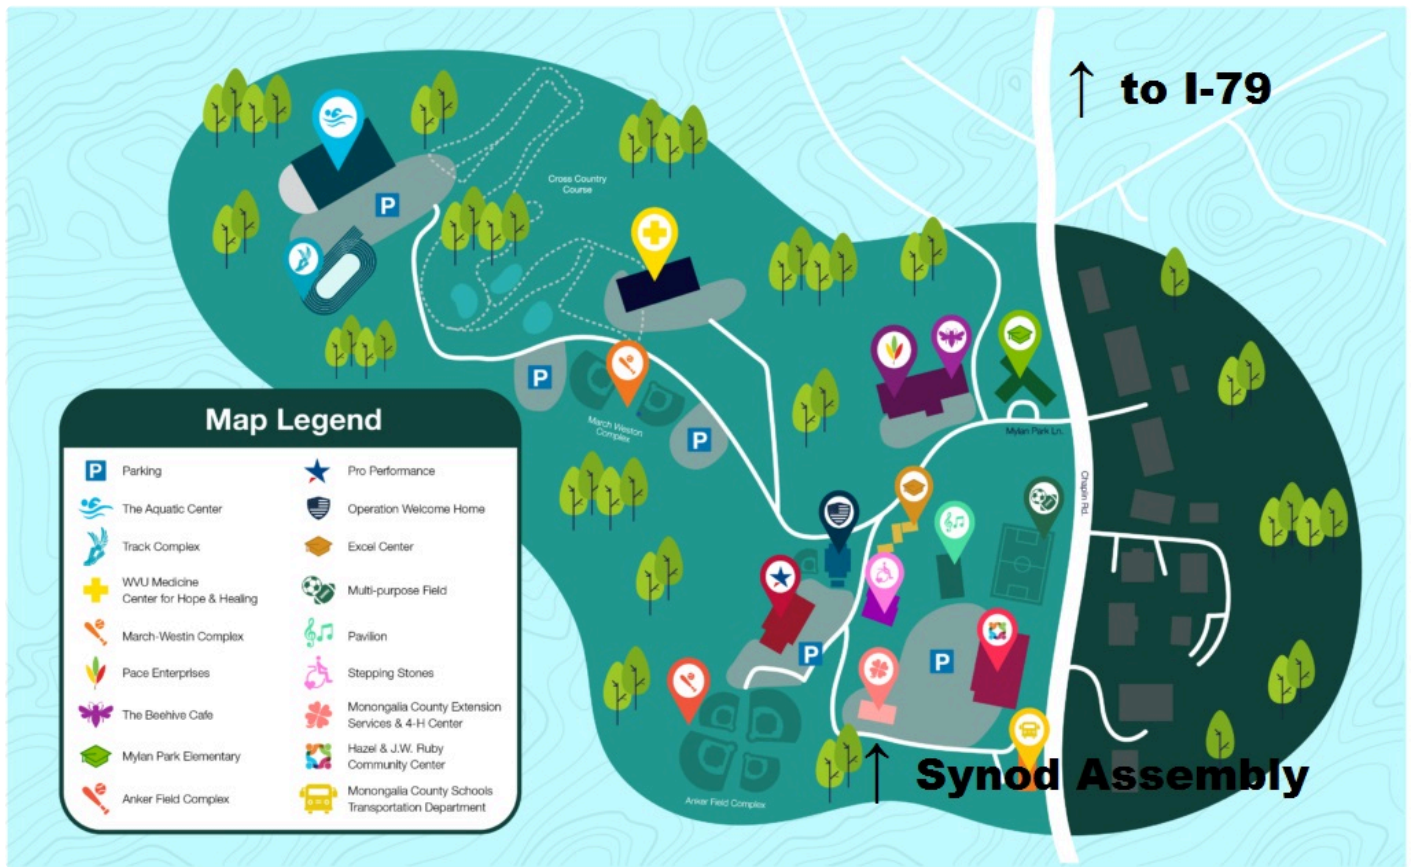 ↑ to I-79
Cross Country
Course
P
P
March Weston
Complex
P
Mylan Park Ln.
Chaplin Rd.
P
P
Anker Field Complex
↑ Synod Assembly
Map Legend
P Parking
The Aquatic Center
Track Complex
WVU Medicine
Center for Hope & Healing
March-Westin Complex
Pace Enterprises
The Beehive Cafe
Mylan Park Elementary
Anker Field Complex
Pro Performance
Operation Welcome Home
Excel Center
Multi-purpose Field
Pavilion
Stepping Stones
Monongalia County Extension
Services & 4-H Center
Hazel & J.W. Ruby
Community Center
Monongalia County Schools
Transportation Department